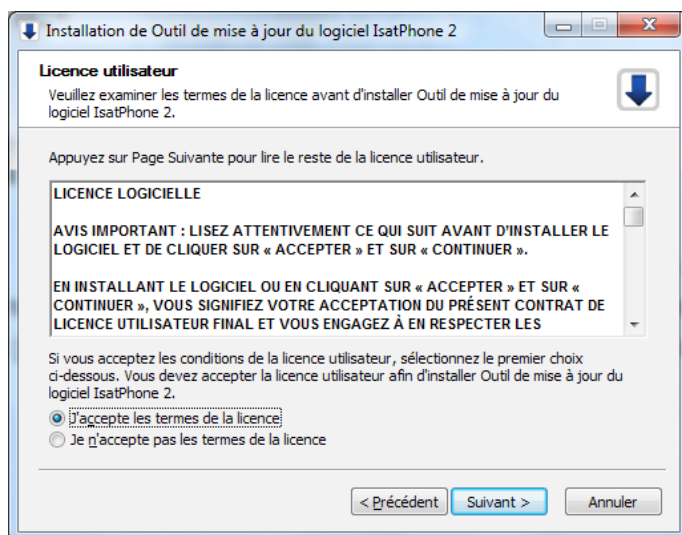 Installation de Outil de mise à jour du logiciel IsatPhone 2
Licence utilisateur
Veuillez examiner les termes de la licence avant d'installer Outil de mise à jour du
logiciel IsatPhone 2.
Appuyez sur Page Suivante pour lire le reste de la licence utilisateur.
LICENCE LOGICIELLE
AVIS IMPORTANT : LISEZ ATTENTIVEMENT CE QUI SUIT AVANT D'INSTALLER LE
LOGICIEL ET DE CLIQUER SUR « ACCEPTER » ET SUR « CONTINUER ».
EN INSTALLANT LE LOGICIEL OU EN CLIQUANT SUR « ACCEPTER » ET SUR «
CONTINUER », VOUS SIGNIFIEZ VOTRE ACCEPTATION DU PRÉSENT CONTRAT DE
LICENCE UTILISATEUR FINAL ET VOUS ENGAGEZ À EN RESPECTER LES
Si vous acceptez les conditions de la licence utilisateur, sélectionnez le premier choix
ci-dessous. Vous devez accepter la licence utilisateur afin d'installer Outil de mise à jour du
logiciel IsatPhone 2.
J'accepte les termes de la licence
Je n'accepte pas les termes de la licence
< Précédent Suivant > Annuler